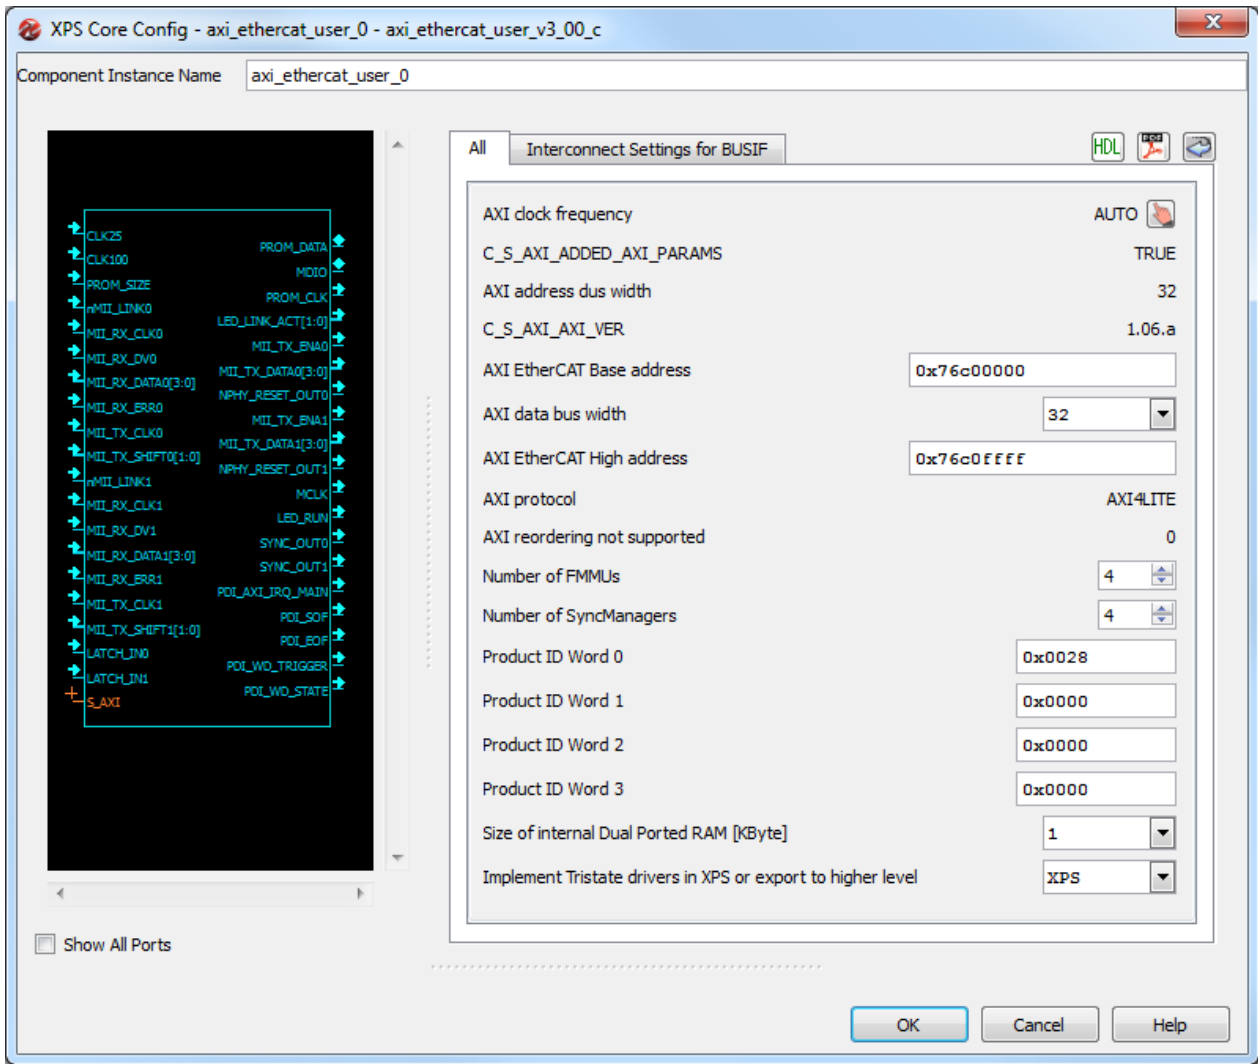 XPS Core Config - axi_ethercat_user_0 - axi_ethercat_user_v3_00_c
Component Instance Name axi_ethercat_user_0
CLK25
CLK100
PROM_SIZE
nMII_LINK0
MII_RX_CLK0
MII_RX_DV0
MII_RX_DATA0[3:0]
MII_RX_ERR0
MII_TX_CLK0
MII_TX_SHIFT0[1:0]
nMII_LINK1
MII_RX_CLK1
MII_RX_DV1
MII_RX_DATA1[3:0]
MII_RX_ERR1
MII_TX_CLK1
MII_TX_SHIFT1[1:0]
LATCH_IN0
LATCH_IN1
S_AXI
PROM_DATA
MDIO
PROM_CLK
LED_LINK_ACT[1:0]
MII_TX_ENA0
MII_TX_DATA0[3:0]
NPHY_RESET_OUT0
MII_TX_ENA1
MII_TX_DATA1[3:0]
NPHY_RESET_OUT1
MCLK
LED_RUN
SYNC_OUT0
SYNC_OUT1
PDI_AXI_IRQ_MAIN
PDI_SOF
PDI_EOF
PDI_WD_TRIGGER
PDI_WD_STATE
Show All Ports
All Interconnect Settings for BUSIF HDL PDF
AXI clock frequency AUTO
C_S_AXI_ADDED_AXI_PARAMS TRUE
AXI address dus width 32
C_S_AXI_AXI_VER 1.06.a
AXI EtherCAT Base address 0x76c00000
AXI data bus width 32
AXI EtherCAT High address 0x76c0ffff
AXI protocol AXI4LITE
AXI reordering not supported 0
Number of FMMUs 4
Number of SyncManagers 4
Product ID Word 0 0x0028
Product ID Word 1 0x0000
Product ID Word 2 0x0000
Product ID Word 3 0x0000
Size of internal Dual Ported RAM [KByte] 1
Implement Tristate drivers in XPS or export to higher level XPS
OK Cancel Help